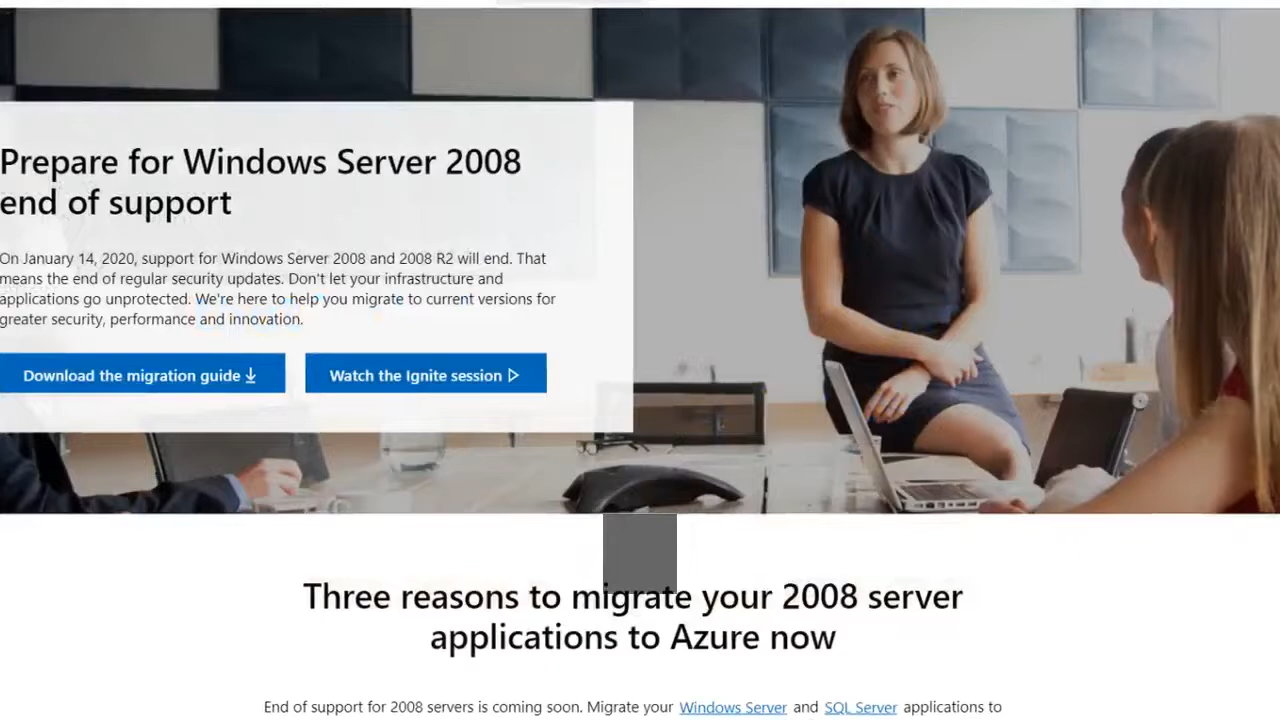 Prepare for Windows Server 2008
end of support
On January 14, 2020, support for Windows Server 2008 and 2008 R2 will end. That
means the end of regular security updates. Don't let your infrastructure and
applications go unprotected. We're here to help you migrate to current versions for
greater security, performance and innovation.
Download the migration guide
Watch the Ignite session
Three reasons to migrate your 2008 server
applications to Azure now
End of support for 2008 servers is coming soon. Migrate your Windows Server and SQL Server applications to